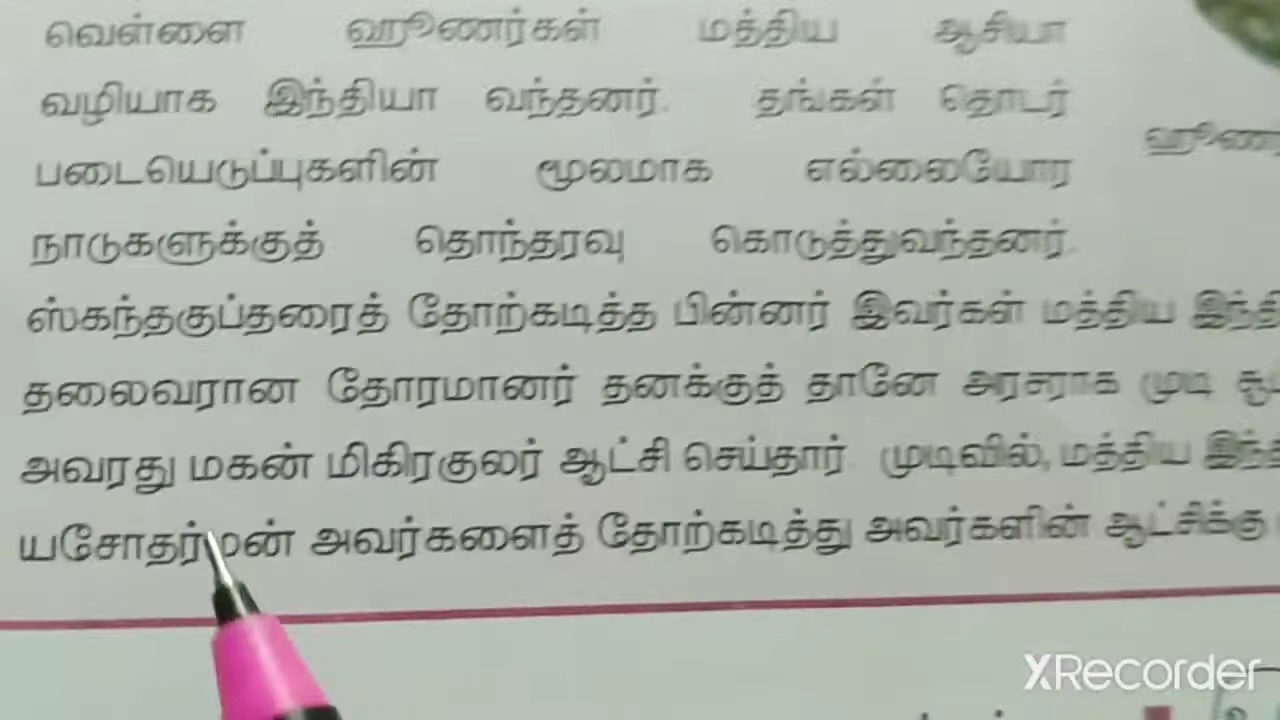 வெள்ளை ஹூணர்கள் மத்திய ஆசியா
வழியாக இந்தியா வந்தனர். தங்கள் தொடர்
படையெடுப்புகளின் மூலமாக எல்லையோர
நாடுகளுக்குத் தொந்தரவு கொடுத்துவந்தனர்.
ஸ்கந்தகுப்தரைத் தோற்கடித்த பின்னர் இவர்கள் மத்திய
தலைவரான தோரமானர் தனக்குத் தானே அரசராக முடி
அவரது மகன் மிகிரகுலர் ஆட்சி செய்தார். முடிவில், மத்திய
யசோதர்மன் அவர்களைத் தோற்கடித்து அவர்களின் ஆட்சிக்கு
XRecorder